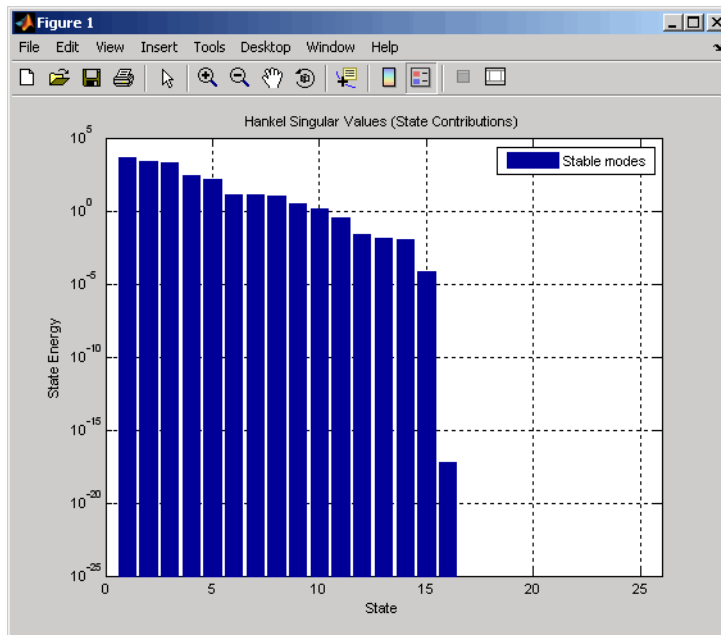 Figure 1
File Edit View Insert Tools Desktop Window Help
Hankel Singular Values (State Contributions)
Stable modes
State Energy
10^5
10^0
10^-5
10^-10
10^-15
10^-20
10^-25
0 5 10 15 20 25
State